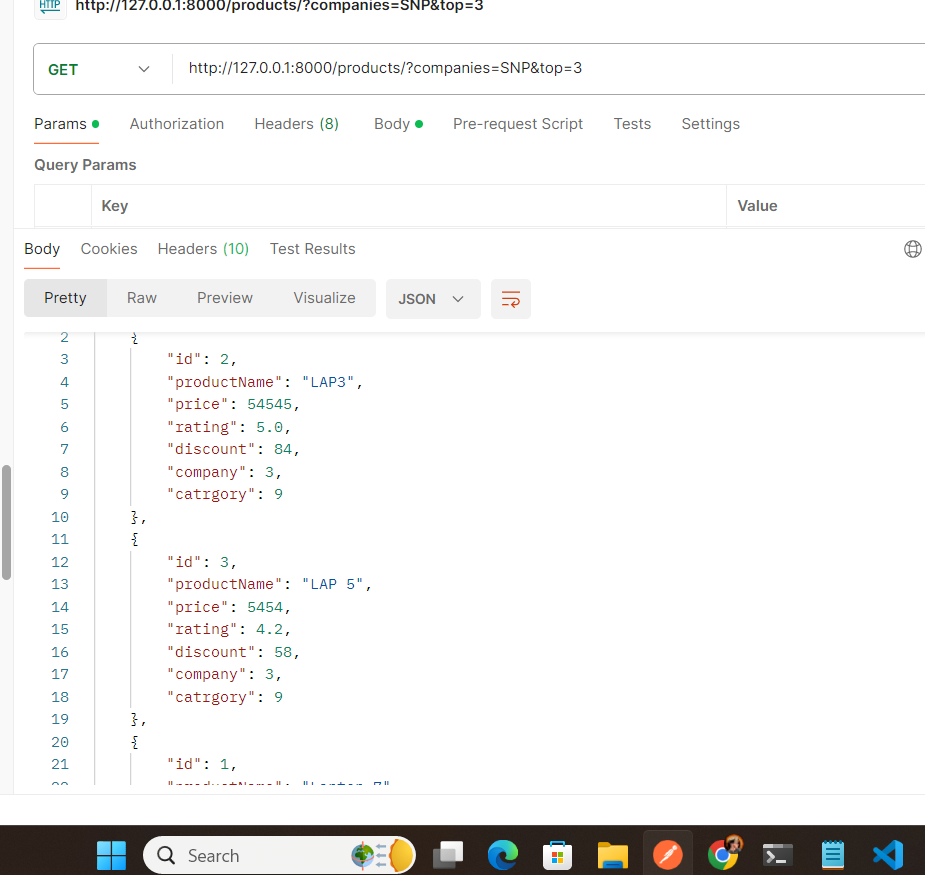 HTTP http://127.0.0.1:8000/products/?companies=SNP&top=3
GET http://127.0.0.1:8000/products/?companies=SNP&top=3
Params Authorization Headers (8) Body Pre-request Script Tests Settings
Query Params
Key Value
Body Cookies Headers (10) Test Results
Pretty Raw Preview Visualize JSON
2 {
3 "id": 2,
4 "productName": "LAP3",
5 "price": 54545,
6 "rating": 5.0,
7 "discount": 84,
8 "company": 3,
9 "catrgory": 9
10 },
11 {
12 "id": 3,
13 "productName": "LAP 5",
14 "price": 5454,
15 "rating": 4.2,
16 "discount": 58,
17 "company": 3,
18 "catrgory": 9
19 },
20 {
21 "id": 1,
22 "productName": "Laptop 7"
Search